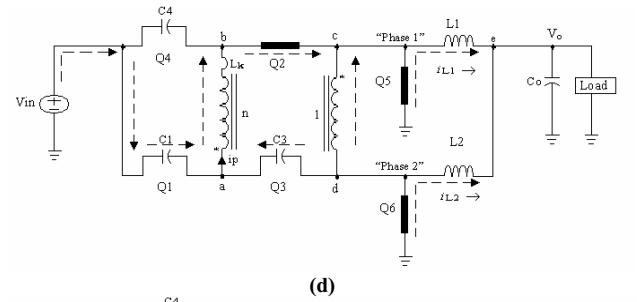 C4
b
c
"Phase 1"
L1
e
Vo
Q4
Lk
Q2
Q5
iL1 →
Co
Load
Vin
n
1
C1
C3
L2
*
*
ip
"Phase 2"
Q1
a
Q3
d
Q6
iL2 →
(d)
C4